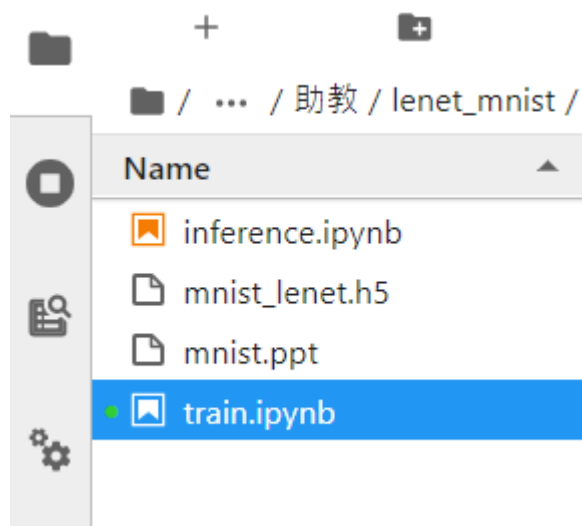 / ... / 助教 / lenet_mnist /
Name
inference.ipynb
mnist_lenet.h5
mnist.ppt
train.ipynb